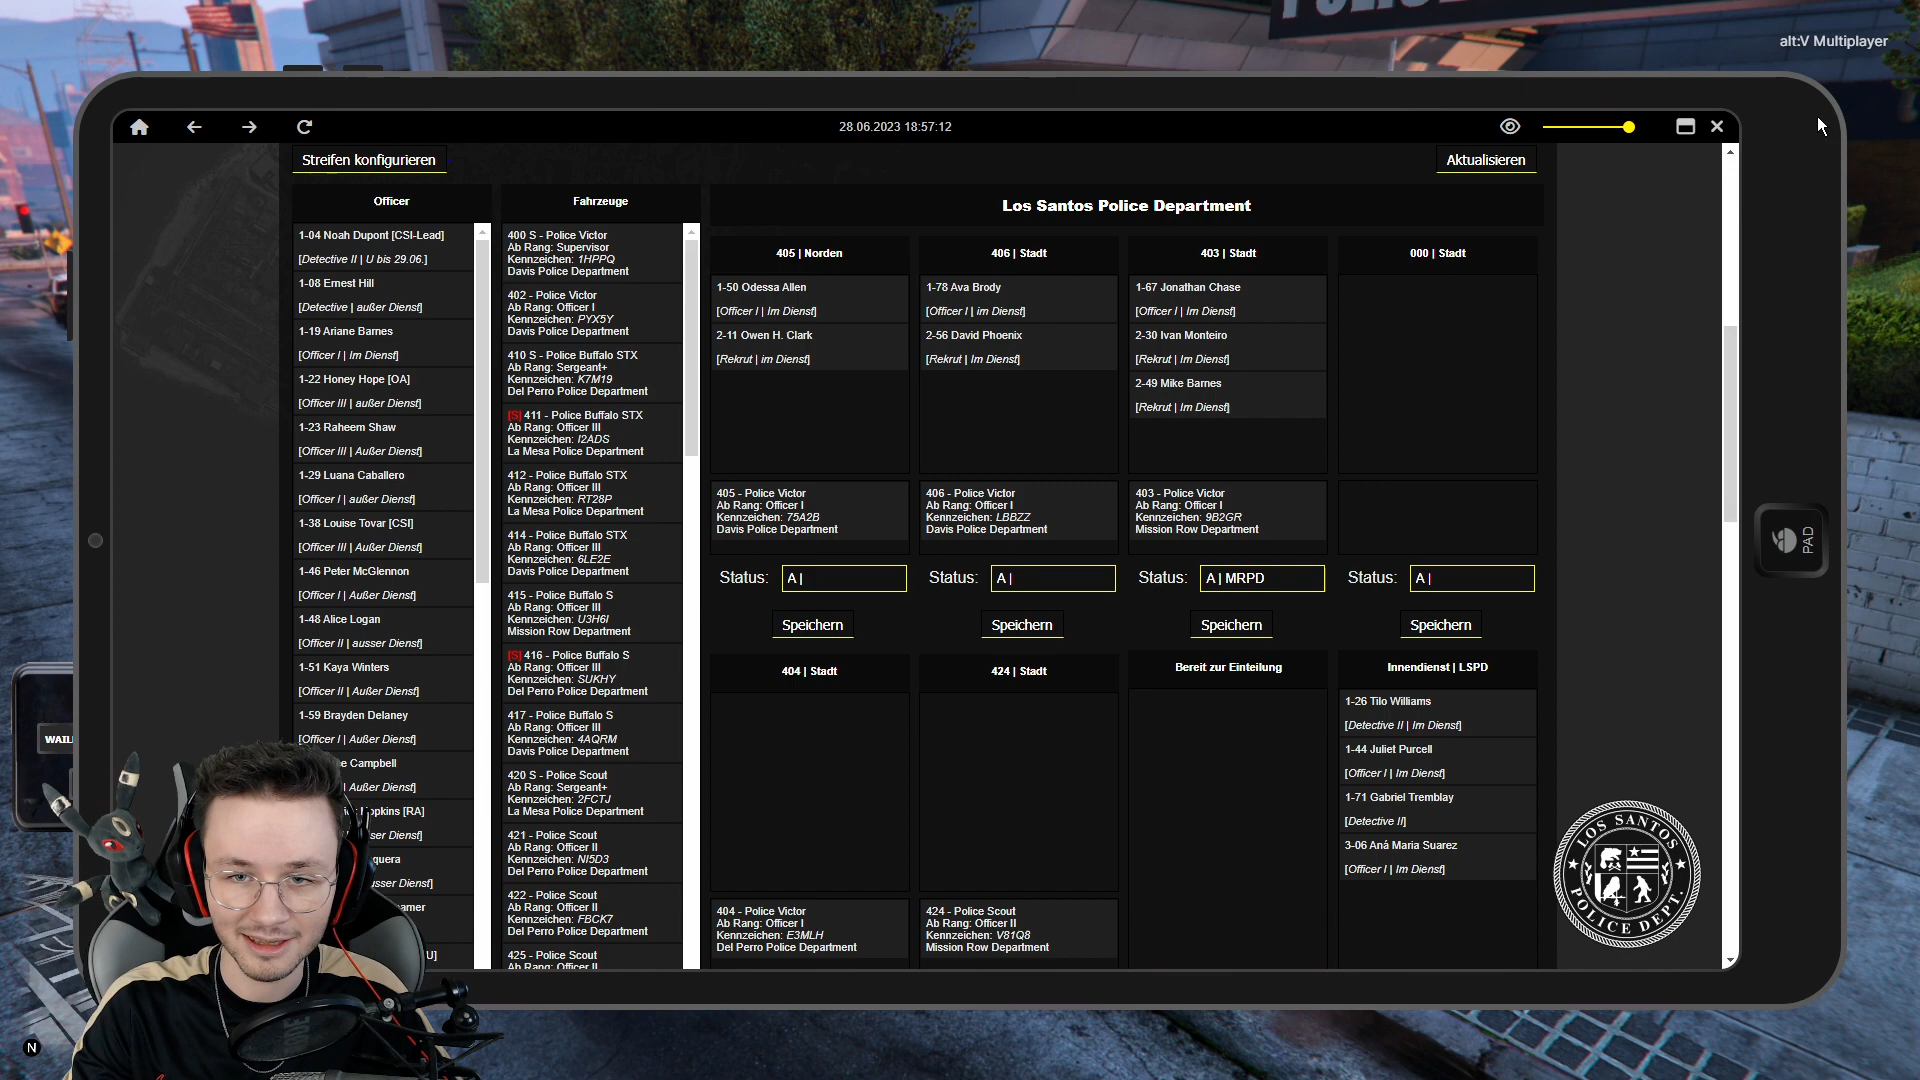 alt:V Multiplayer
28.06.2023 18:57:12
Streifen konfigurieren
Aktualisieren
Officer
1-04 Noah Dupont [CSI-Lead]
[Detective II | U bis 29.06.]
1-08 Ernest Hill
[Detective | außer Dienst]
1-19 Ariane Barnes
[Officer I | Im Dienst]
1-22 Honey Hope [OA]
[Officer III | außer Dienst]
1-23 Raheem Shaw
[Officer III | Außer Dienst]
1-29 Luana Caballero
[Officer I | außer Dienst]
1-38 Louise Tovar [CSI]
[Officer III | Außer Dienst]
1-46 Peter McGlennon
[Officer I | Außer Dienst]
1-48 Alice Logan
[Officer II | ausser Dienst]
1-51 Kaya Winters
[Officer II | Außer Dienst]
1-59 Brayden Delaney
[Officer I | Außer Dienst]
Campbell
Außer Dienst]
[RA]
Dienst]
Dienst]
U]
Fahrzeuge
400 S - Police Victor
Ab Rang: Supervisor
Kennzeichen: 1HPPQ
Davis Police Department
402 - Police Victor
Ab Rang: Officer I
Kennzeichen: PYX5Y
Davis Police Department
410 S - Police Buffalo STX
Ab Rang: Sergeant+
Kennzeichen: K7M19
Del Perro Police Department
[S] 411 - Police Buffalo STX
Ab Rang: Officer III
Kennzeichen: I2ADS
La Mesa Police Department
412 - Police Buffalo STX
Ab Rang: Officer III
Kennzeichen: RT28P
La Mesa Police Department
414 - Police Buffalo STX
Ab Rang: Officer III
Kennzeichen: 6LE2E
Davis Police Department
415 - Police Buffalo S
Ab Rang: Officer III
Kennzeichen: U3H6I
Mission Row Department
[S] 416 - Police Buffalo S
Ab Rang: Officer III
Kennzeichen: SUKHY
Del Perro Police Department
417 - Police Buffalo S
Ab Rang: Officer III
Kennzeichen: 4AQRM
Davis Police Department
420 S - Police Scout
Ab Rang: Sergeant+
Kennzeichen: 2FCTJ
La Mesa Police Department
421 - Police Scout
Ab Rang: Officer II
Kennzeichen: NI5D3
Del Perro Police Department
422 - Police Scout
Ab Rang: Officer II
Kennzeichen: FBCK7
Del Perro Police Department
425 - Police Scout
Ab Rang: Officer II
Los Santos Police Department
405 | Norden
1-50 Odessa Allen
[Officer I | Im Dienst]
2-11 Owen H. Clark
[Rekrut | im Dienst]
405 - Police Victor
Ab Rang: Officer I
Kennzeichen: 75A2B
Davis Police Department
Status: A |
Speichern
406 | Stadt
1-78 Ava Brody
[Officer I | im Dienst]
2-56 David Phoenix
[Rekrut | Im Dienst]
406 - Police Victor
Ab Rang: Officer I
Kennzeichen: LBBZZ
Davis Police Department
Status: A |
Speichern
403 | Stadt
1-67 Jonathan Chase
[Officer I | Im Dienst]
2-30 Ivan Monteiro
[Rekrut | Im Dienst]
2-49 Mike Barnes
[Rekrut | Im Dienst]
403 - Police Victor
Ab Rang: Officer I
Kennzeichen: 9B2GR
Mission Row Department
Status: A | MRPD
Speichern
000 | Stadt
Status: A |
Speichern
404 | Stadt
404 - Police Victor
Ab Rang: Officer I
Kennzeichen: E3MLH
Del Perro Police Department
424 | Stadt
424 - Police Scout
Ab Rang: Officer II
Kennzeichen: V81Q8
Mission Row Department
Bereit zur Einteilung
Innendienst | LSPD
1-26 Tilo Williams
[Detective II | Im Dienst]
1-44 Juliet Purcell
[Officer I | Im Dienst]
1-71 Gabriel Tremblay
[Detective II]
3-06 Aná Maria Suarez
[Officer I | Im Dienst]
LOS SANTOS
POLICE DEPT.
PAD
N